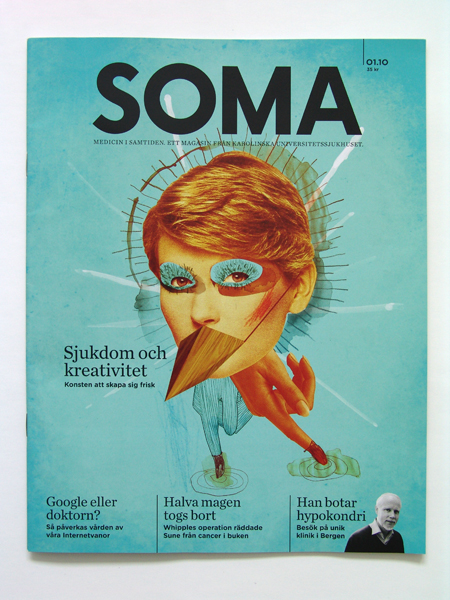 SOMA
01.10
25 kr
MEDICIN I SAMTIDEN. ETT MAGASIN FRÅN KAROLINSKA UNIVERSITETSSJUKHUSET.
Sjukdom och
kreativitet
Konsten att skapa sig frisk
Google eller
doktorn?
Så påverkas vården av
våra Internetvanor
Halva magen
togs bort
Whipples operation räddade
Sune från cancer i buken
Han botar
hypokondri
Besök på unik
klinik i Bergen